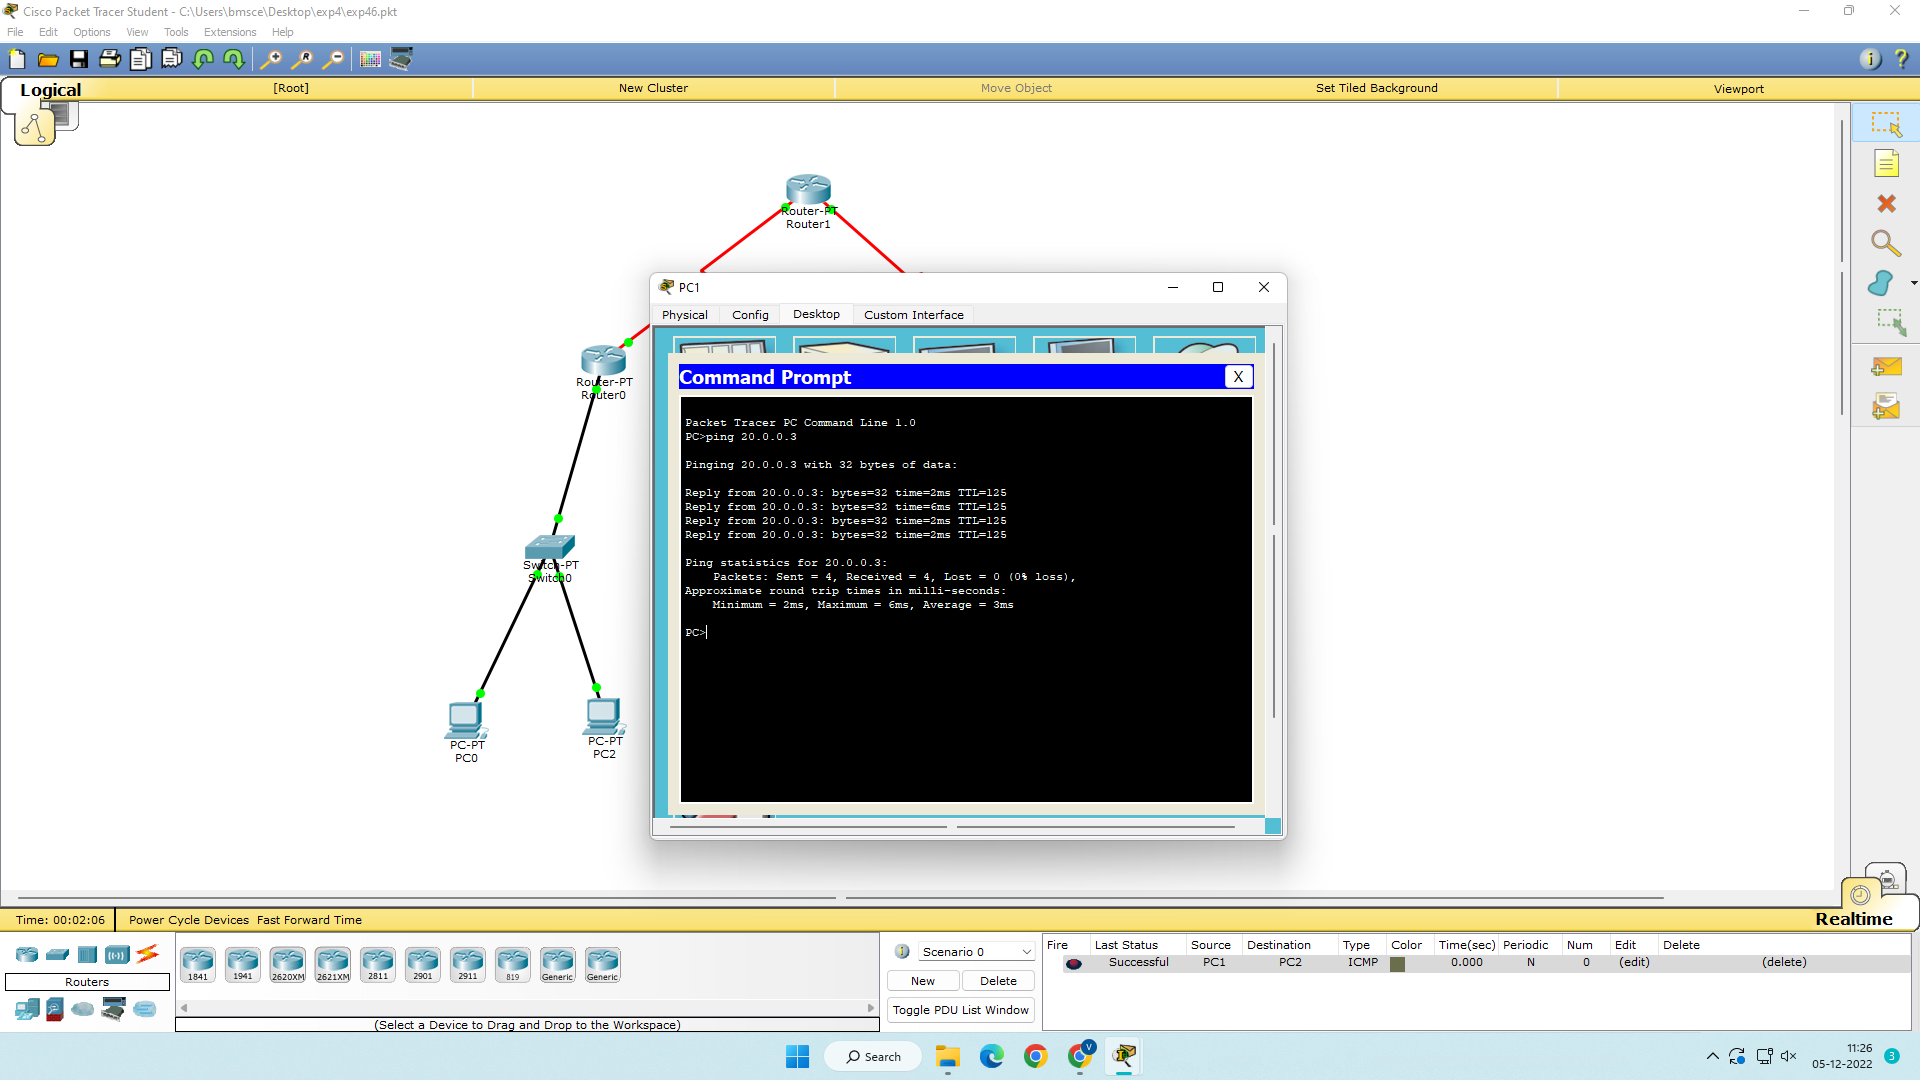 Cisco Packet Tracer Student - C:\Users\bmsce\Desktop\exp4\exp46.pkt
File Edit Options View Tools Extensions Help
Logical [Root] New Cluster Move Object Set Tiled Background Viewport
Router-PT
Router1
PC1
Physical Config Desktop Custom Interface
Router-PT
Router0
Command Prompt X
Packet Tracer PC Command Line 1.0
PC>ping 20.0.0.3
Pinging 20.0.0.3 with 32 bytes of data:
Reply from 20.0.0.3: bytes=32 time=2ms TTL=125
Reply from 20.0.0.3: bytes=32 time=6ms TTL=125
Reply from 20.0.0.3: bytes=32 time=2ms TTL=125
Reply from 20.0.0.3: bytes=32 time=2ms TTL=125
Ping statistics for 20.0.0.3:
Packets: Sent = 4, Received = 4, Lost = 0 (0% loss),
Approximate round trip times in milli-seconds:
Minimum = 2ms, Maximum = 6ms, Average = 3ms
PC>
Switch-PT
Switch0
PC-PT
PC0
PC-PT
PC2
Time: 00:02:06 Power Cycle Devices Fast Forward Time Realtime
Routers
1841 1941 2620XM 2621XM 2811 2901 2911 819 Generic Generic
(Select a Device to Drag and Drop to the Workspace)
Scenario 0
New Delete
Toggle PDU List Window
Fire Last Status Source Destination Type Color Time(sec) Periodic Num Edit Delete
Successful PC1 PC2 ICMP 0.000 N 0 (edit) (delete)
Search
V
11:26
05-12-2022
3